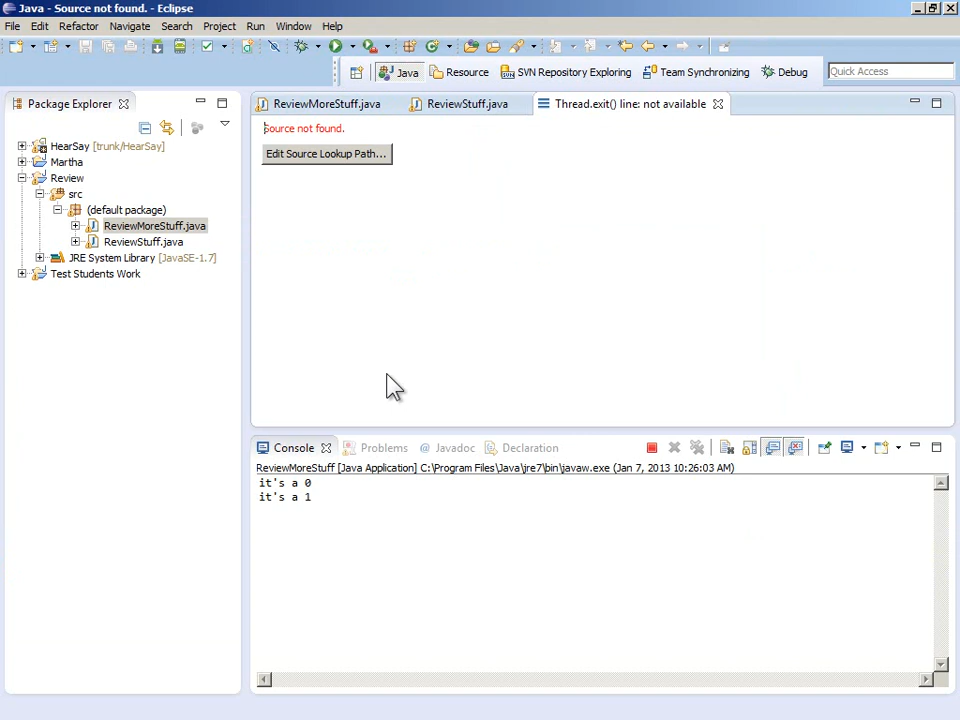 Java - Source not found. - Eclipse
File Edit Refactor Navigate Search Project Run Window Help
Java Resource SVN Repository Exploring Team Synchronizing Debug Quick Access
Package Explorer
HearSay [trunk/HearSay]
Martha
Review
src
(default package)
ReviewMoreStuff.java
ReviewStuff.java
JRE System Library [JavaSE-1.7]
Test Students Work
ReviewMoreStuff.java ReviewStuff.java Thread.exit() line: not available
Source not found.
Edit Source Lookup Path...
Console Problems Javadoc Declaration
ReviewMoreStuff [Java Application] C:\Program Files\Java\jre7\bin\javaw.exe (Jan 7, 2013 10:26:03 AM)
it's a 0
it's a 1